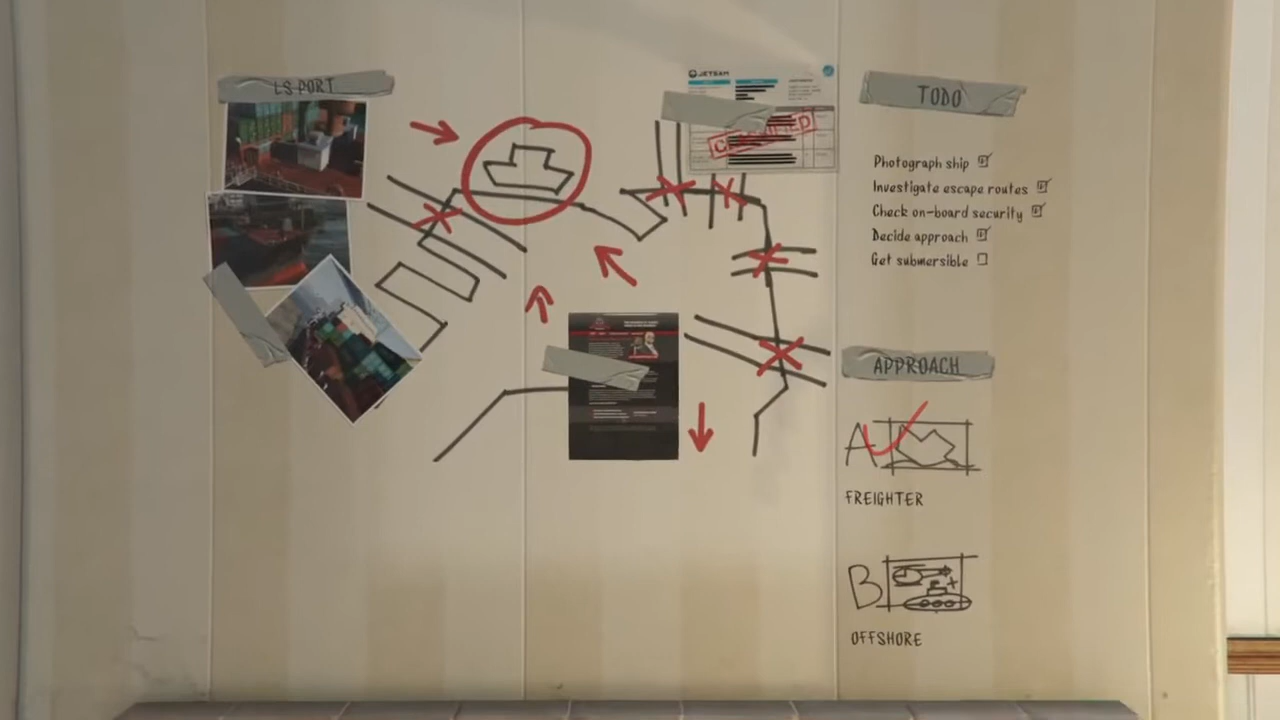 LS PORT
JETSAM
TODO
Photograph ship
Investigate escape routes
Check on-board security
Decide approach
Get submersible
APPROACH
A
FREIGHTER
B
OFFSHORE